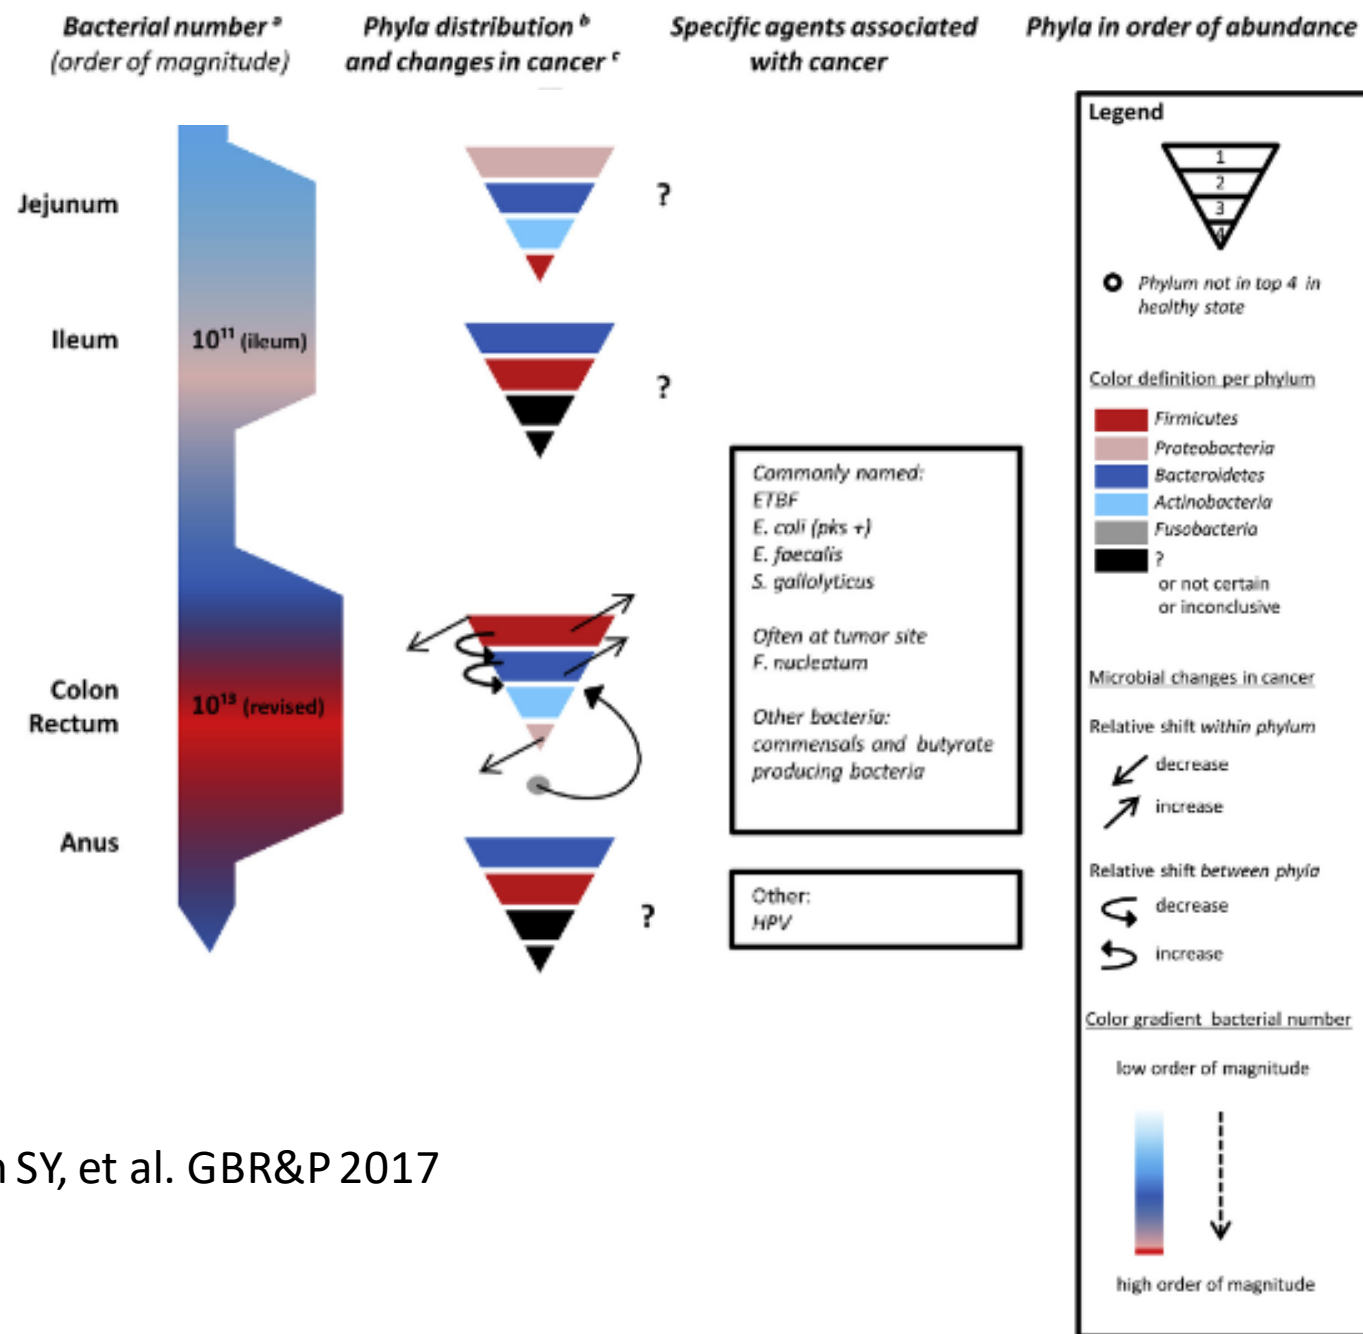 Bacterial number ᵃ
(order of magnitude)
Phyla distribution ᵇ
and changes in cancer ᶜ
Specific agents associated
with cancer
Phyla in order of abundance
Jejunum
?
Ileum
10¹¹ (ileum)
?
Colon
Rectum
10¹³ (revised)
Anus
?
Commonly named:
ETBF
E. coli (pks +)
E. faecalis
S. gallolyticus
Often at tumor site
F. nucleatum
Other bacteria:
commensals and butyrate
producing bacteria
Other:
HPV
Legend
1
2
3
4
Phylum not in top 4 in
healthy state
Color definition per phylum
Firmicutes
Proteobacteria
Bacteroidetes
Actinobacteria
Fusobacteria
?
or not certain
or inconclusive
Microbial changes in cancer
Relative shift within phylum
decrease
increase
Relative shift between phyla
decrease
increase
Color gradient bacterial number
low order of magnitude
high order of magnitude
SY, et al. GBR&P 2017